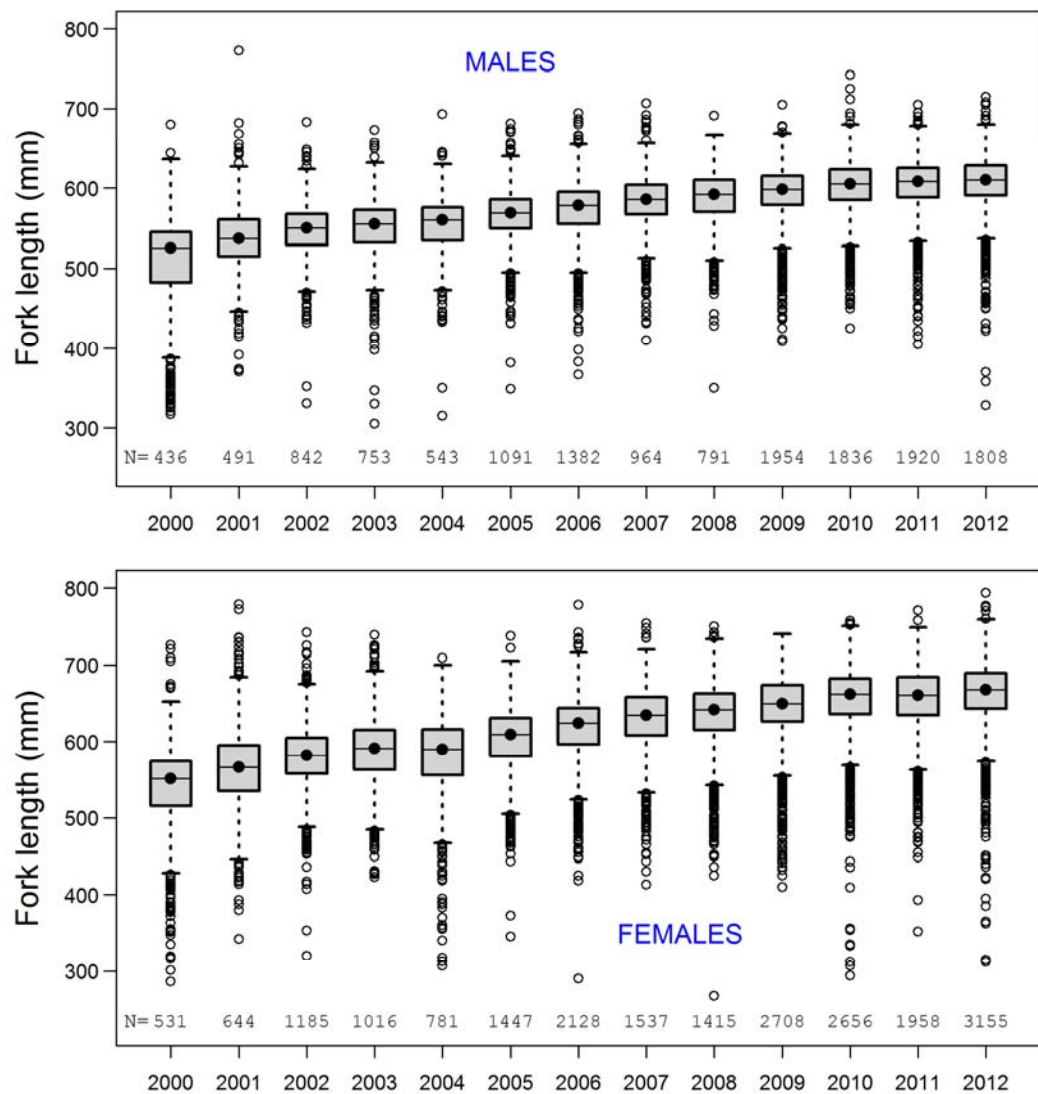 800
MALES
700
600
500
400
300
Fork length (mm)
N= 436 491 842 753 543 1091 1382 964 791 1954 1836 1920 1808
2000 2001 2002 2003 2004 2005 2006 2007 2008 2009 2010 2011 2012
800
700
600
500
400
300
Fork length (mm)
FEMALES
N= 531 644 1185 1016 781 1447 2128 1537 1415 2708 2656 1958 3155
2000 2001 2002 2003 2004 2005 2006 2007 2008 2009 2010 2011 2012